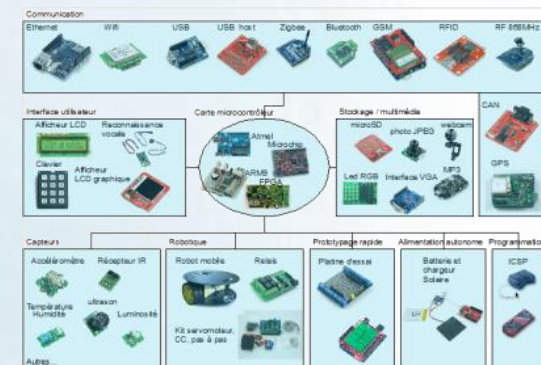 Communication
Ethernet Wifi USB USB host Zigbee Bluetooth GSM RFID RF 868MHz
Interface utilisateur
Afficheur LCD Reconnaissance vocale
Clavier
Afficheur LCD graphique
Carte microcontrôleur
Atmel
Microchip
ARM8
FPGA
Stockage / multimédia
microSD
photo JPEG
webcam
Led RGB Interface VGA MP3
CAN
GPS
Capteurs
Accéléromètre Récepteur IR
Température Humidité
ultrason
Luminosité
Autres...
Robotique
Robot mobile Relais
Kit servomoteur, CC, pas à pas
Prototypage rapide
Platine d'essai
Alimentation autonome
Batterie et chargeur Solaire
Programmation
ICSP